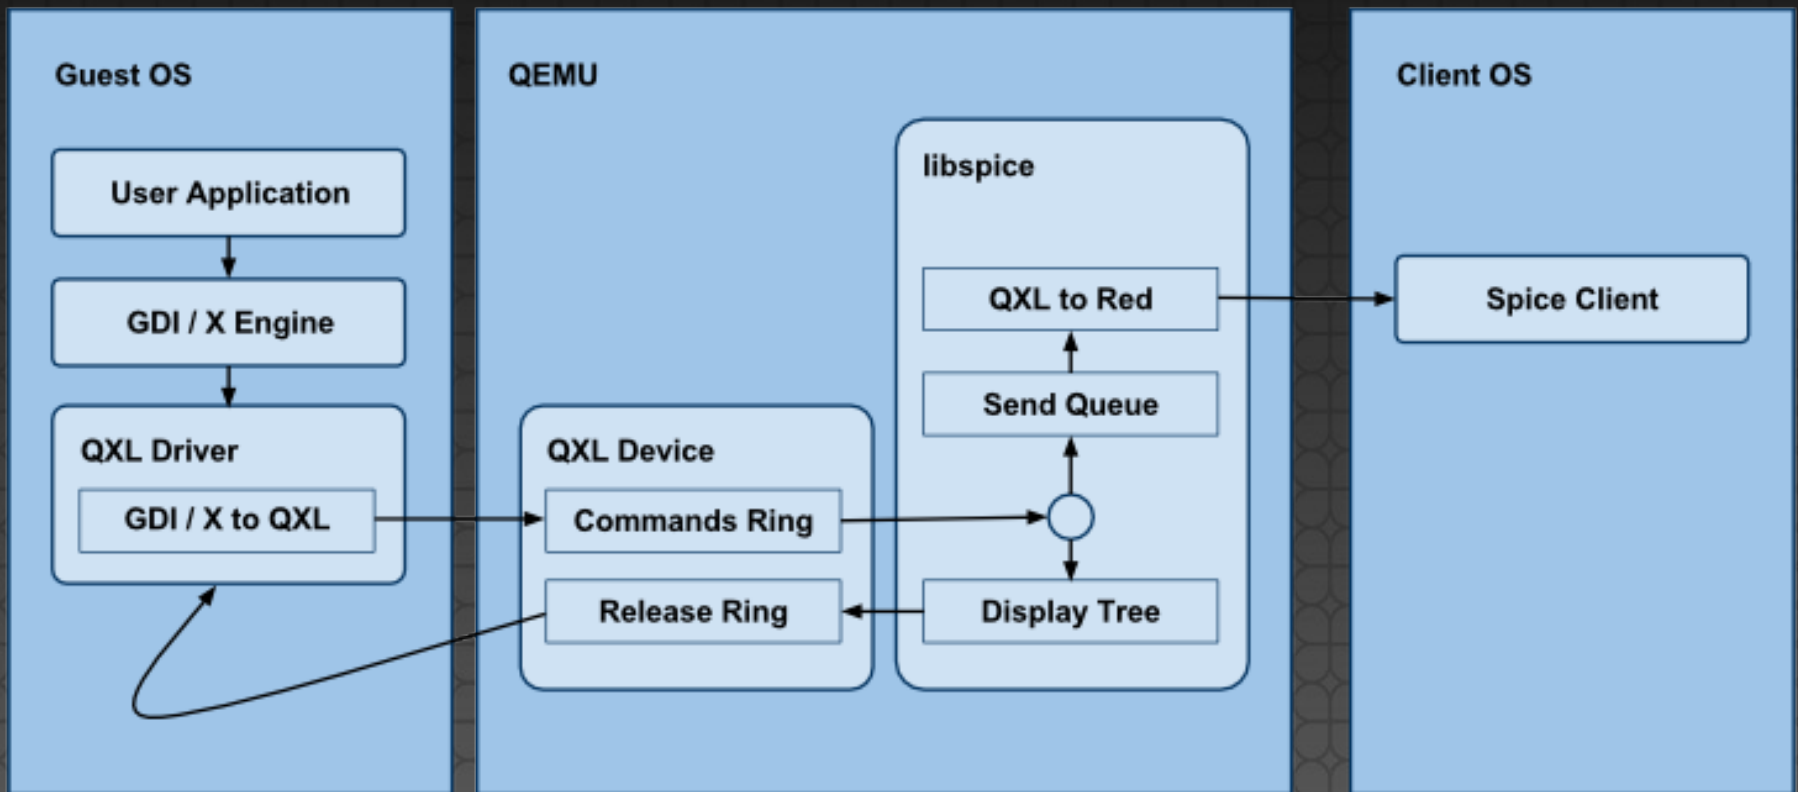 Guest OS
User Application
GDI / X Engine
QXL Driver
GDI / X to QXL
QEMU
QXL Device
Commands Ring
Release Ring
libspice
QXL to Red
Send Queue
Display Tree
Client OS
Spice Client